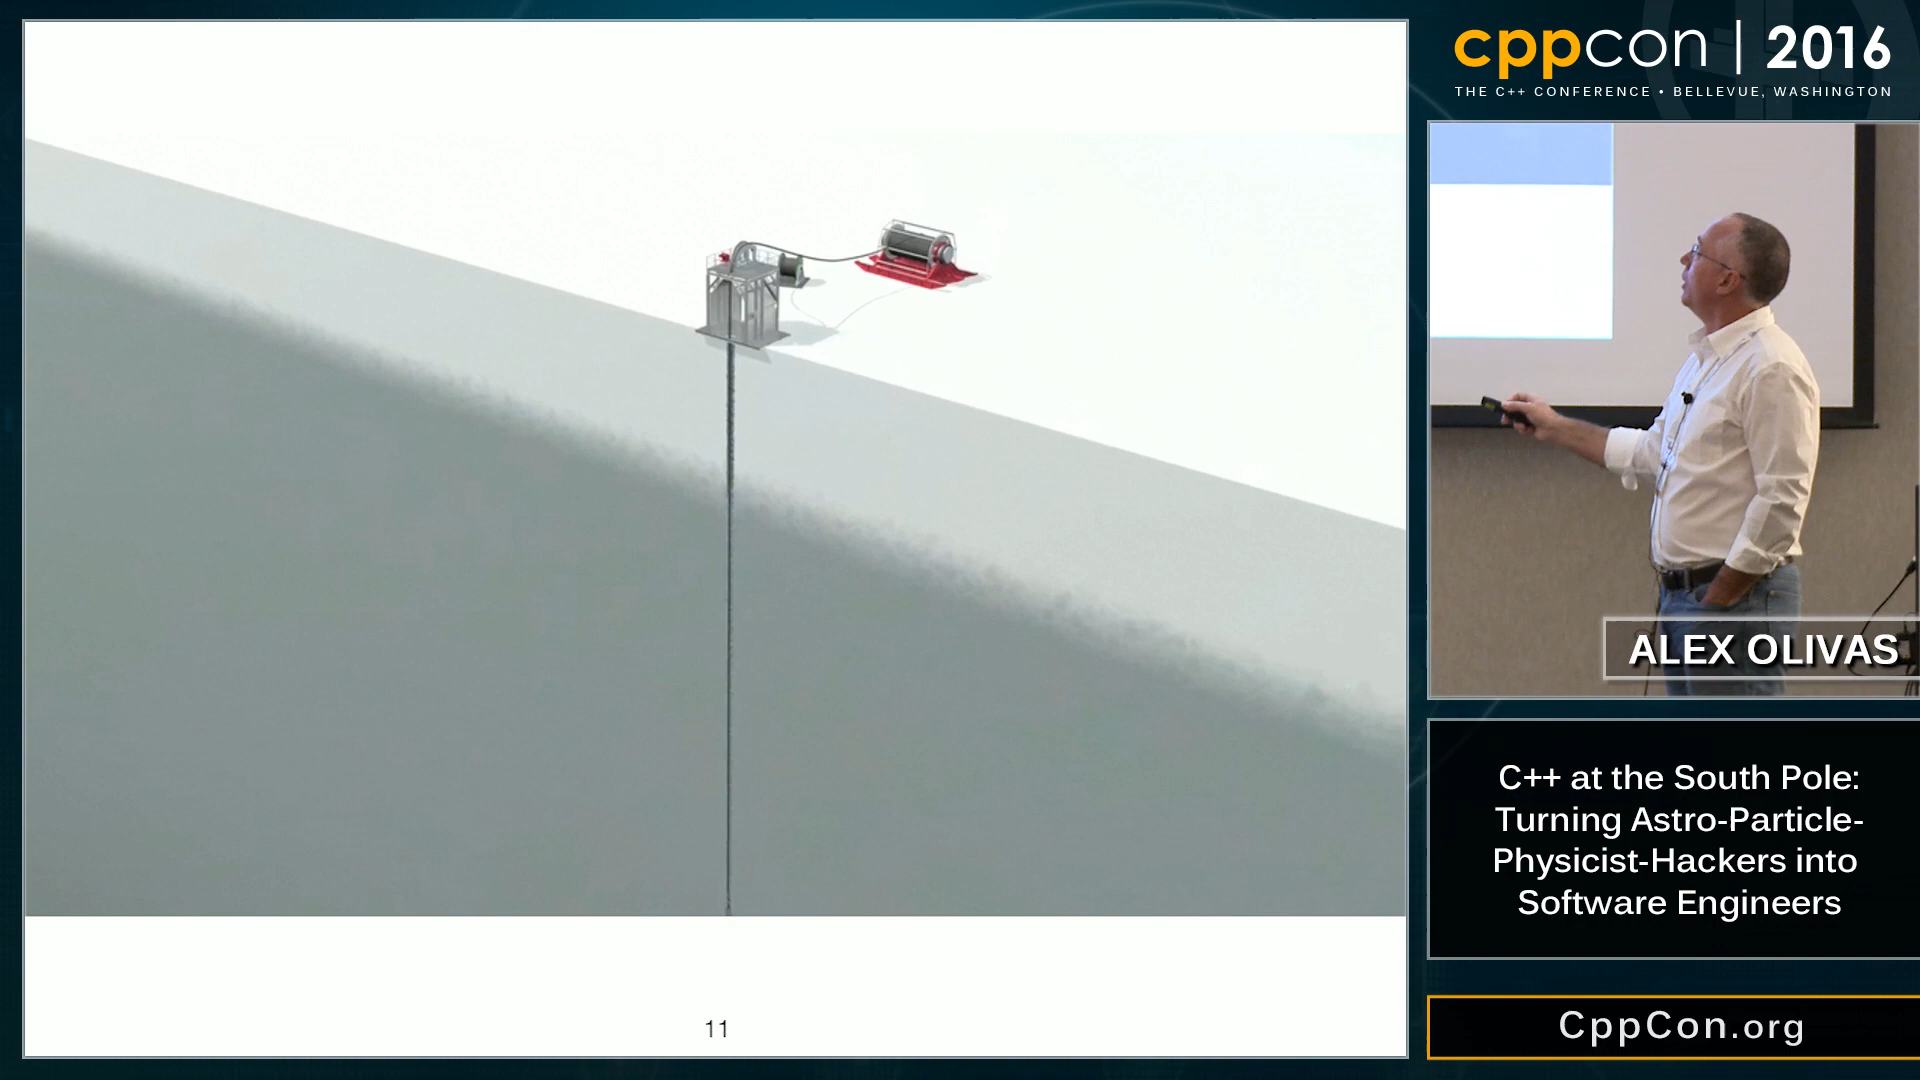 cppcon | 2016
THE C++ CONFERENCE • BELLEVUE, WASHINGTON
ALEX OLIVAS
C++ at the South Pole:
Turning Astro-Particle-
Physicist-Hackers into
Software Engineers
CppCon.org
11